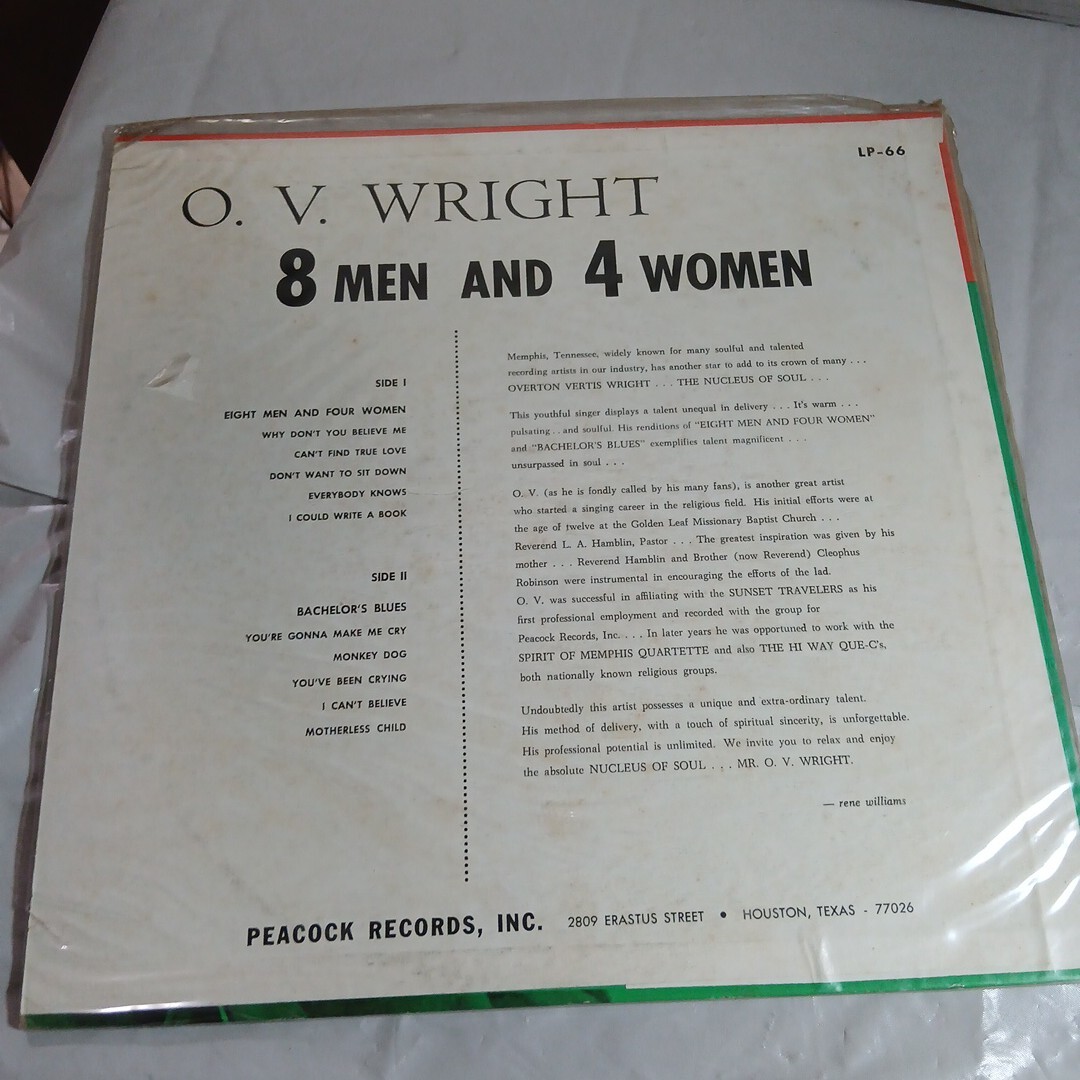 LP-66
O. V. WRIGHT
8 MEN AND 4 WOMEN
SIDE I
EIGHT MEN AND FOUR WOMEN
WHY DON'T YOU BELIEVE ME
CAN'T FIND TRUE LOVE
DON'T WANT TO SIT DOWN
EVERYBODY KNOWS
I COULD WRITE A BOOK
SIDE II
BACHELOR'S BLUES
YOU'RE GONNA MAKE ME CRY
MONKEY DOG
YOU'VE BEEN CRYING
I CAN'T BELIEVE
MOTHERLESS CHILD
Memphis, Tennessee, widely known for many soulful and talented
recording artists in our industry, has another star to add to its crown of many . . .
OVERTON VERTIS WRIGHT . . . THE NUCLEUS OF SOUL . . .
This youthful singer displays a talent unequal in delivery . . . It's warm . . .
pulsating . . and soulful. His renditions of "EIGHT MEN AND FOUR WOMEN"
and "BACHELOR'S BLUES" exemplifies talent magnificent . . .
unsurpassed in soul . . .
O. V. (as he is fondly called by his many fans), is another great artist
who started a singing career in the religious field. His initial efforts were at
the age of twelve at the Golden Leaf Missionary Baptist Church . . .
Reverend L. A. Hamblin, Pastor . . . The greatest inspiration was given by his
mother . . . Reverend Hamblin and Brother (now Reverend) Cleophus
Robinson were instrumental in encouraging the efforts of the lad.
O. V. was successful in affiliating with the SUNSET TRAVELERS as his
first professional employment and recorded with the group for
Peacock Records, Inc. . . . In later years he was opportuned to work with the
SPIRIT OF MEMPHIS QUARTETTE and also THE HI WAY QUE-C's,
both nationally known religious groups.
Undoubtedly this artist possesses a unique and extra-ordinary talent.
His method of delivery, with a touch of spiritual sincerity, is unforgettable.
His professional potential is unlimited. We invite you to relax and enjoy
the absolute NUCLEUS OF SOUL . . . MR. O. V. WRIGHT.
— rene williams
PEACOCK RECORDS, INC. 2809 ERASTUS STREET • HOUSTON, TEXAS - 77026